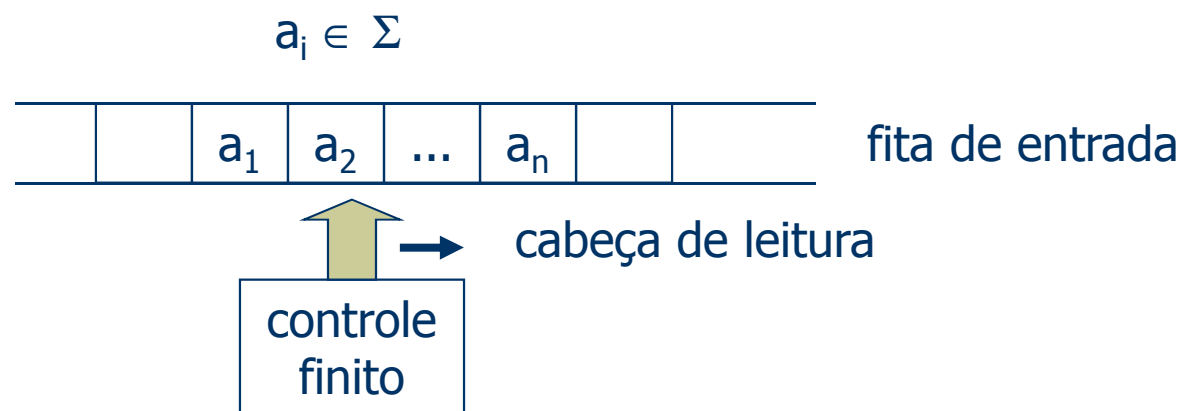 aᵢ ∈ Σ
a₁ a₂ ... aₙ fita de entrada
cabeça de leitura
controle
finito